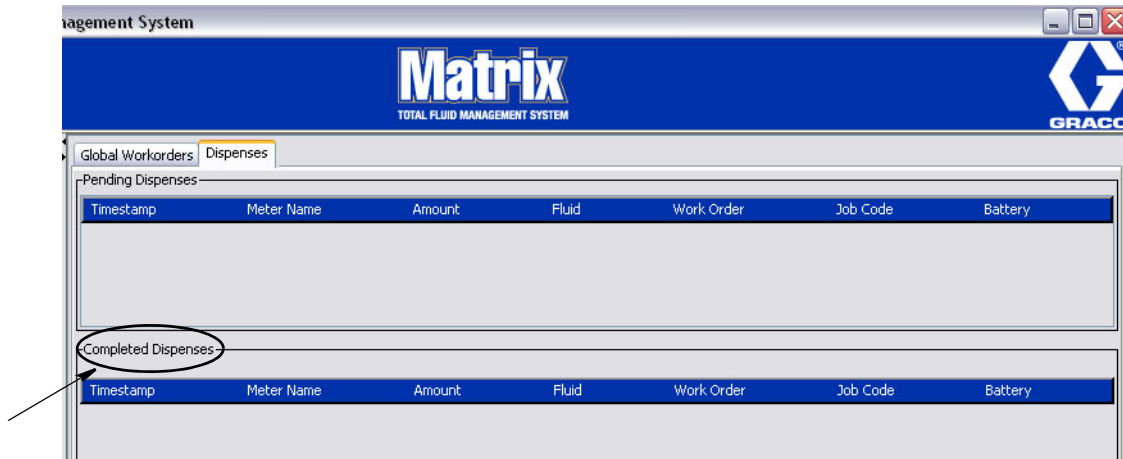 nagement System
Matrix
TOTAL FLUID MANAGEMENT SYSTEM
GRACO
Global Workorders Dispenses
Pending Dispenses
Timestamp Meter Name Amount Fluid Work Order Job Code Battery
Completed Dispenses
Timestamp Meter Name Amount Fluid Work Order Job Code Battery